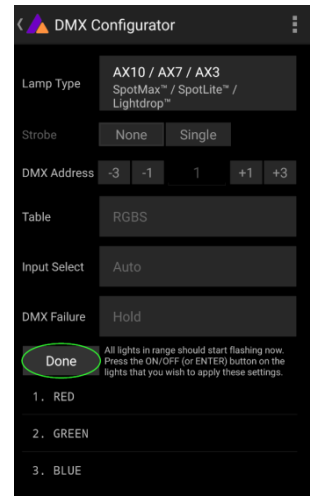 DMX Configurator
Lamp Type
AX10 / AX7 / AX3
SpotMax™ / SpotLite™ /
Lightdrop™
Strobe None Single
DMX Address -3 -1 1 +1 +3
Table RGBS
Input Select Auto
DMX Failure Hold
Done
All lights in range should start flashing now.
Press the ON/OFF (or ENTER) button on the
lights that you wish to apply these settings.
1. RED
2. GREEN
3. BLUE